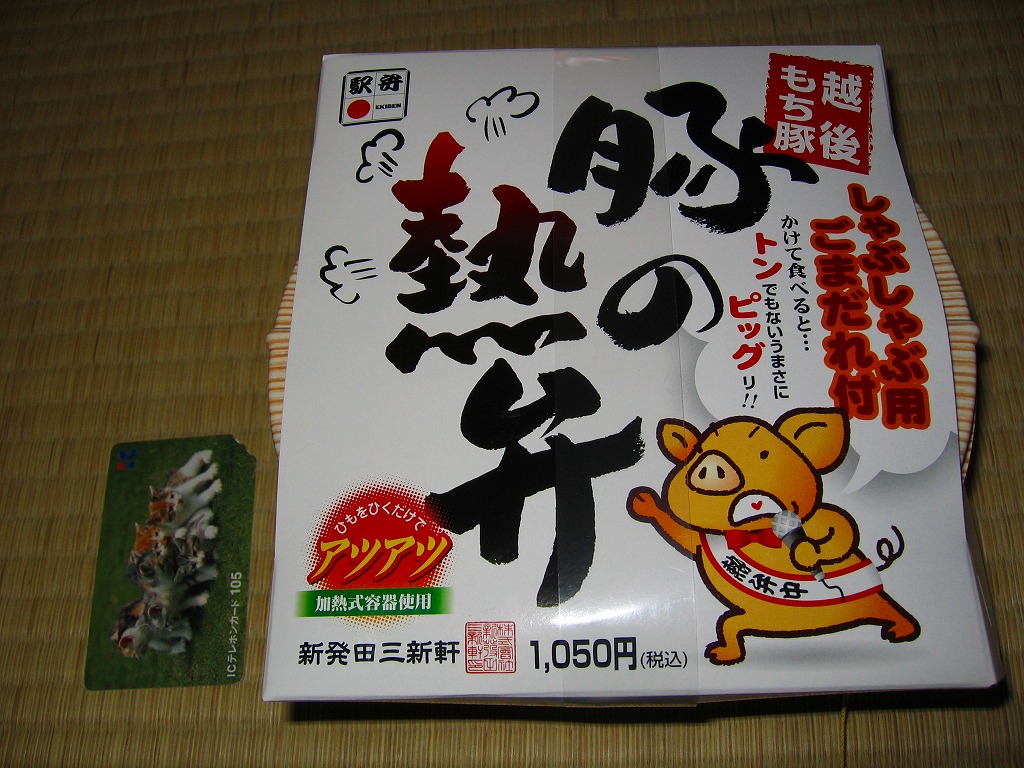 駅弁
EKIBEN
越後
もち豚
豚の
熱弁
しゃぶしゃぶ用
ごまだれ付
かけて食べると…
トンでもないうまさに
ピッグリ!!
熱弁中
ひもをひくだけで
アツアツ
加熱式容器使用
新発田三新軒
1,050円(税込)
ICテレホンカード 105